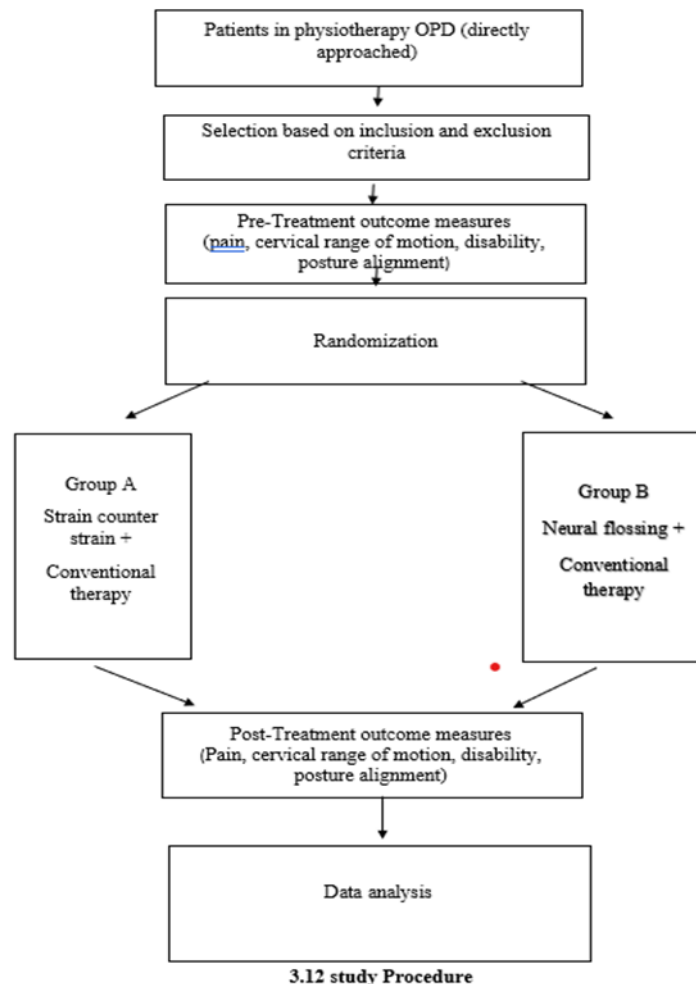 Patients in physiotherapy OPD (directly
approached)
Selection based on inclusion and exclusion
criteria
Pre-Treatment outcome measures
(pain, cervical range of motion, disability,
posture alignment)
Randomization
Group A
Strain counter
strain +
Conventional
therapy
Group B
Neural flossing +
Conventional
therapy
Post-Treatment outcome measures
(Pain, cervical range of motion, disability,
posture alignment)
Data analysis
3.12 study Procedure